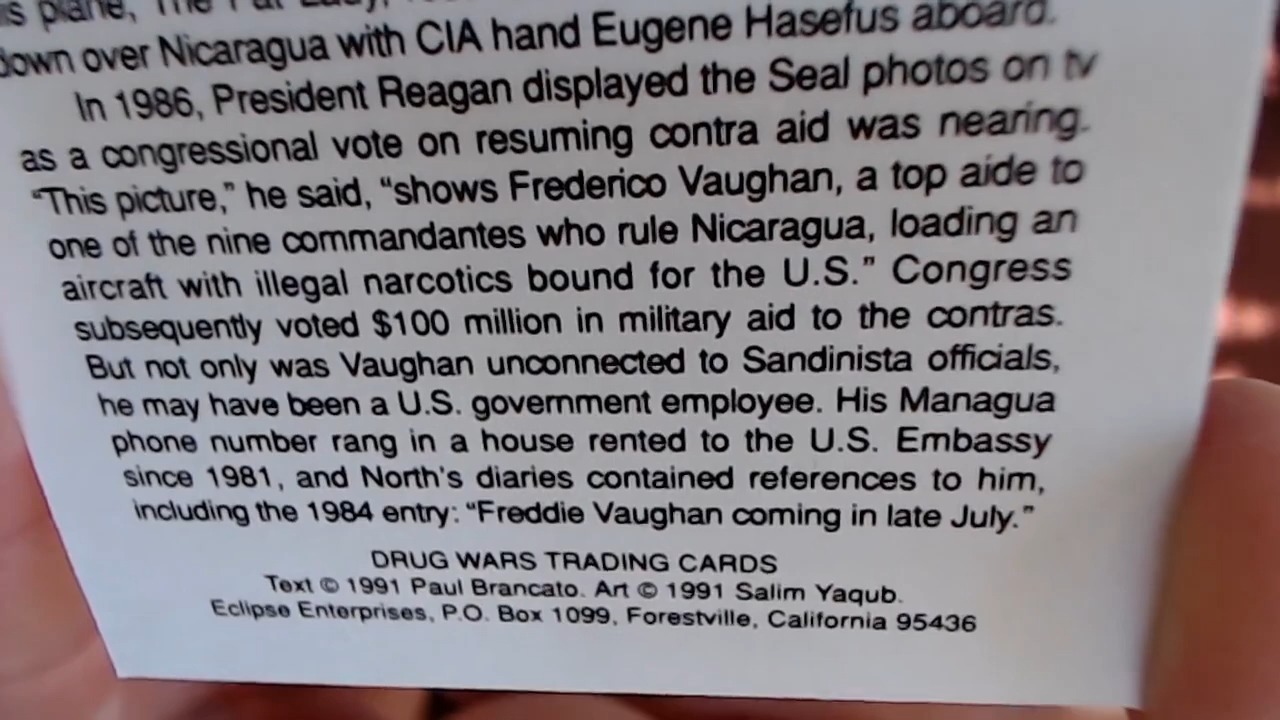 is plane, The Fat Lady,
down over Nicaragua with CIA hand Eugene Hasefus aboard.
In 1986, President Reagan displayed the Seal photos on tv
as a congressional vote on resuming contra aid was nearing.
“This picture,” he said, “shows Frederico Vaughan, a top aide to
one of the nine commandantes who rule Nicaragua, loading an
aircraft with illegal narcotics bound for the U.S.” Congress
subsequently voted $100 million in military aid to the contras.
But not only was Vaughan unconnected to Sandinista officials,
he may have been a U.S. government employee. His Managua
phone number rang in a house rented to the U.S. Embassy
since 1981, and North's diaries contained references to him,
including the 1984 entry: “Freddie Vaughan coming in late July.”
DRUG WARS TRADING CARDS
Text © 1991 Paul Brancato. Art © 1991 Salim Yaqub.
Eclipse Enterprises, P.O. Box 1099, Forestville, California 95436